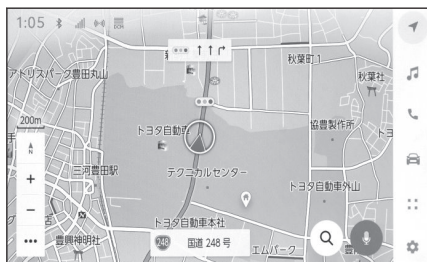 1:05
秋葉町1
アトリスパーク豊田丸山
秋葉社
200m
トヨタ自動車
協豊製作所
N
三河豊田駅
テクニカルセンター
トヨタ自動車外山
トヨタ自動車本社
248
国道 248 号
豊興神明社
エムパーク